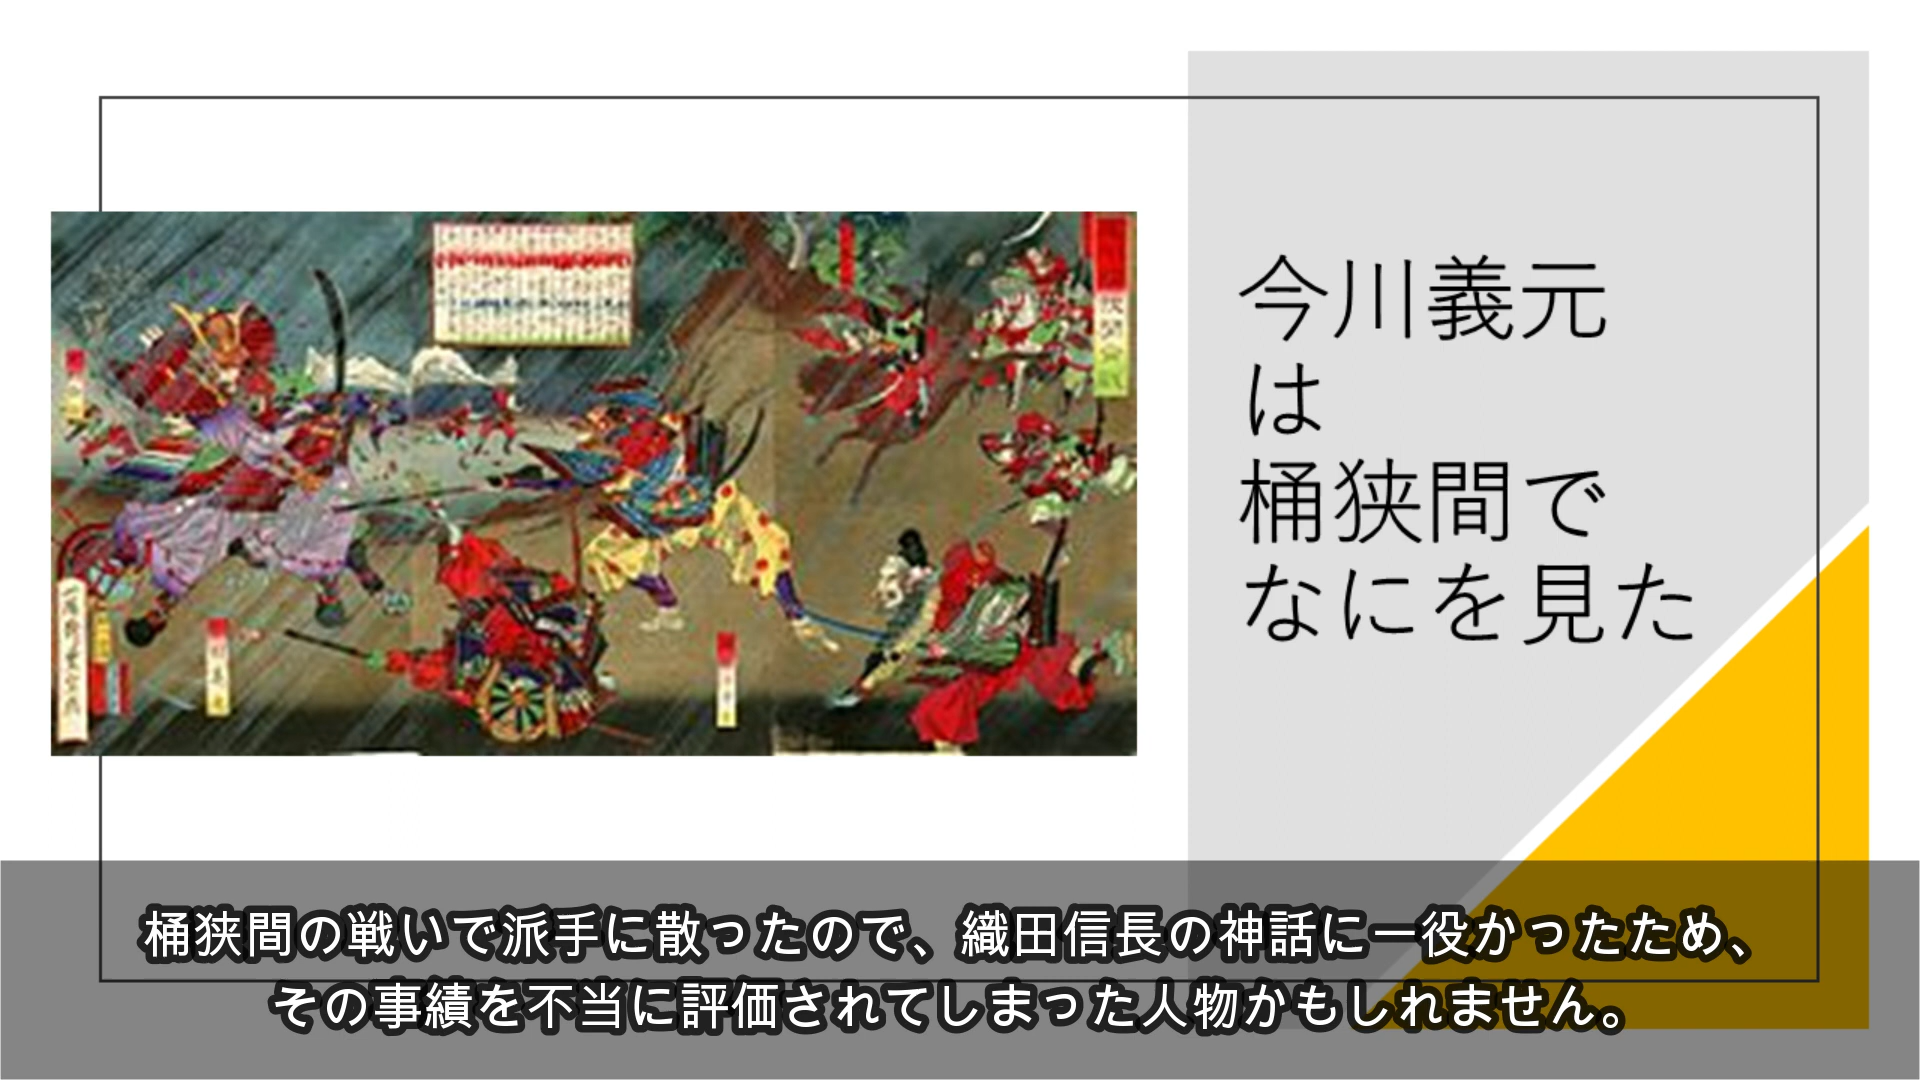 今川義元
は
桶狭間で
なにを見た
桶狭間の戦いで派手に散ったので、織田信長の神話に一役かったため、
その事績を不当に評価されてしまった人物かもしれません。